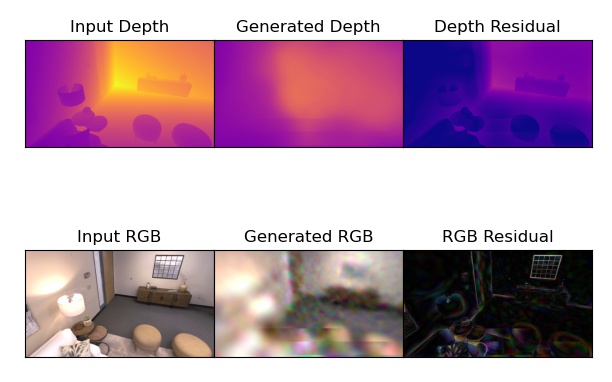 Input Depth
Generated Depth
Depth Residual
Input RGB
Generated RGB
RGB Residual